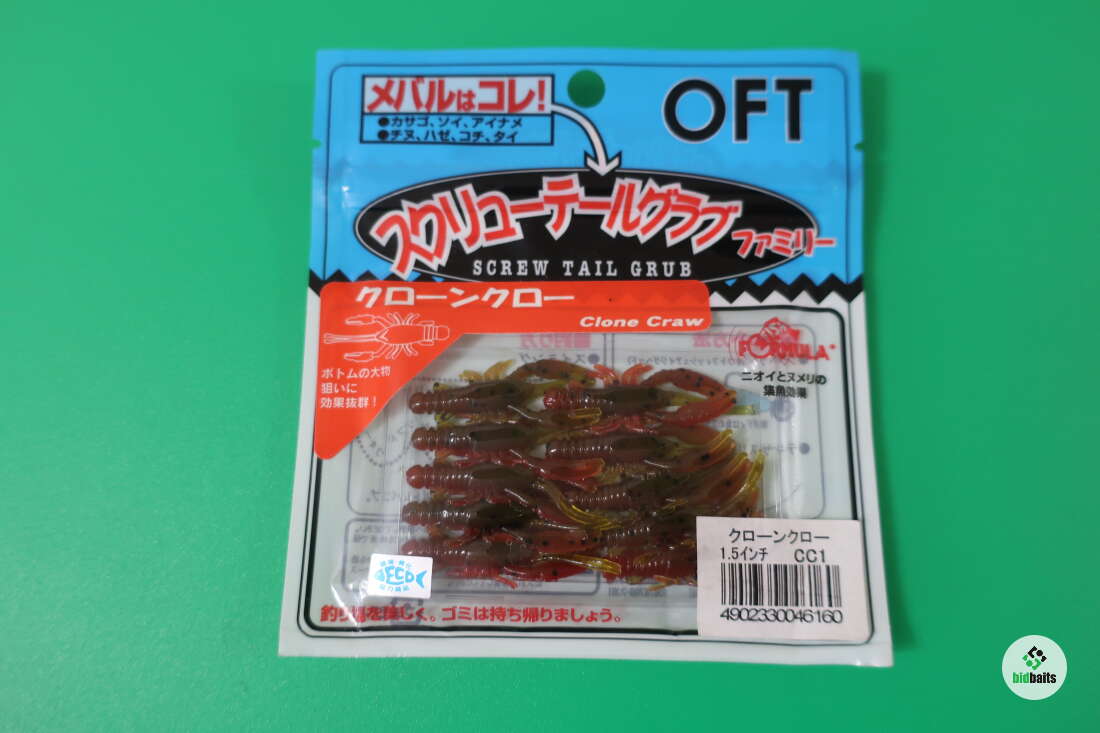 メバルはコレ!
●カサゴ、ソイ、アイナメ
●チヌ、ハゼ、コチ、タイ
OFT
スクリューテールグラブ
ファミリー
SCREW TAIL GRUB
クローンクロー
Clone Craw
ボトムの大物
狙いに
効果抜群!
FISH
FORMULA
ニオイとヌメリの
集魚効果
クローンクロー
1.5インチ CC1
4902330046160
ECO
釣り場を美しく。ゴミは持ち帰りましょう。
bidbaits